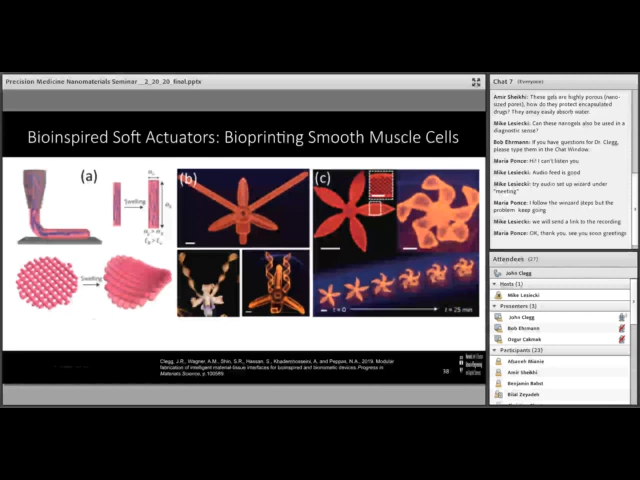 Precision Medicine Nanomaterials Seminar __2_20_20_final.pptx
Bioinspired Soft Actuators: Bioprinting Smooth Muscle Cells
(a)
Swelling
Swelling
(b)
(c)
t = 0
t = 25 min
Clegg, J.R., Wagner, A.M., Shin, S.R., Hassan, S., Khademhosseini, A. and Peppas, N.A., 2019. Modular
fabrication of intelligent material-tissue interfaces for bioinspired and biomimetic devices. Progress in
Materials Science, p.100589
38
Chat 7 (Everyone)
Amir Sheikhi: These gels are highly porous (nano-
sized pores), how do they protect encapsulated
drugs? They amay easily absorb water.
Mike Lesiecki: Can these nanogels also be used in a
diagnostic sense?
Bob Ehrmann: If you have questions for Dr. Clegg,
please type them in the Chat Window.
Maria Ponce: Hi! I can't listen you
Mike Lesiecki: Audio feed is good
Mike Lesiecki: try audio set up wizard under
"meeting"
Maria Ponce: I follow the winzard steps but the
problem keep going
Mike Lesiecki: we will send a link to the recording
Maria Ponce: OK, thank you, see you soon greetings
Attendees (27)
John Clegg
Hosts (1)
Mike Lesiecki
Presenters (3)
John Clegg
Bob Ehrmann
Ozgur Cakmak
Participants (23)
Afsaneh Mianie
Amir Sheikhi
Benjamin Babst
Bilal Zeyadeh